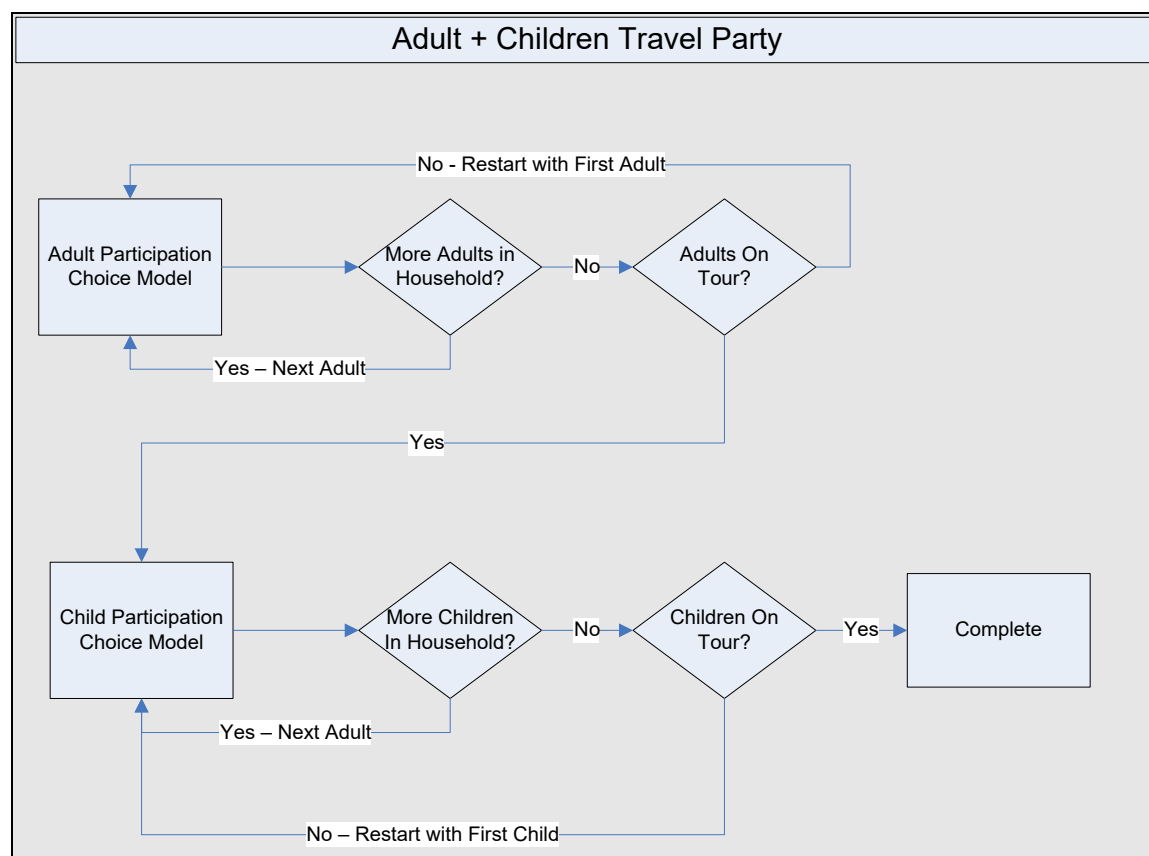 Adult + Children Travel Party
No - Restart with First Adult
Adult Participation
Choice Model
More Adults in
Household?
No
Adults On
Tour?
Yes – Next Adult
Yes
Child Participation
Choice Model
More Children
In Household?
No
Children On
Tour?
Yes
Complete
Yes – Next Adult
No – Restart with First Child